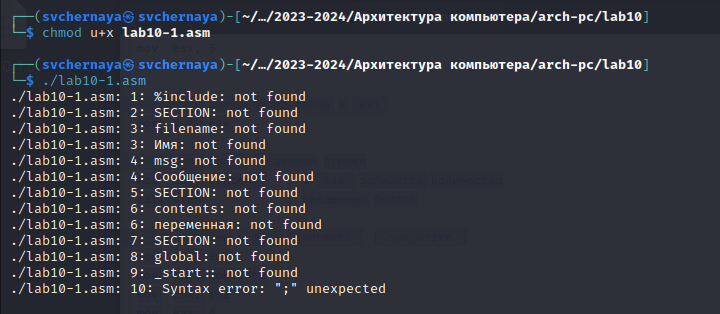 ┌──(svchernaya㉿svchernaya)-[~/…/2023-2024/Архитектура компьютера/arch-pc/lab10]
└─$ chmod u+x lab10-1.asm
┌──(svchernaya㉿svchernaya)-[~/…/2023-2024/Архитектура компьютера/arch-pc/lab10]
└─$ ./lab10-1.asm
./lab10-1.asm: 1: %include: not found
./lab10-1.asm: 2: SECTION: not found
./lab10-1.asm: 3: filename: not found
./lab10-1.asm: 3: Имя: not found
./lab10-1.asm: 4: msg: not found
./lab10-1.asm: 4: Сообщение: not found
./lab10-1.asm: 5: SECTION: not found
./lab10-1.asm: 6: contents: not found
./lab10-1.asm: 6: переменная: not found
./lab10-1.asm: 7: SECTION: not found
./lab10-1.asm: 8: global: not found
./lab10-1.asm: 9: _start:: not found
./lab10-1.asm: 10: Syntax error: ";" unexpected